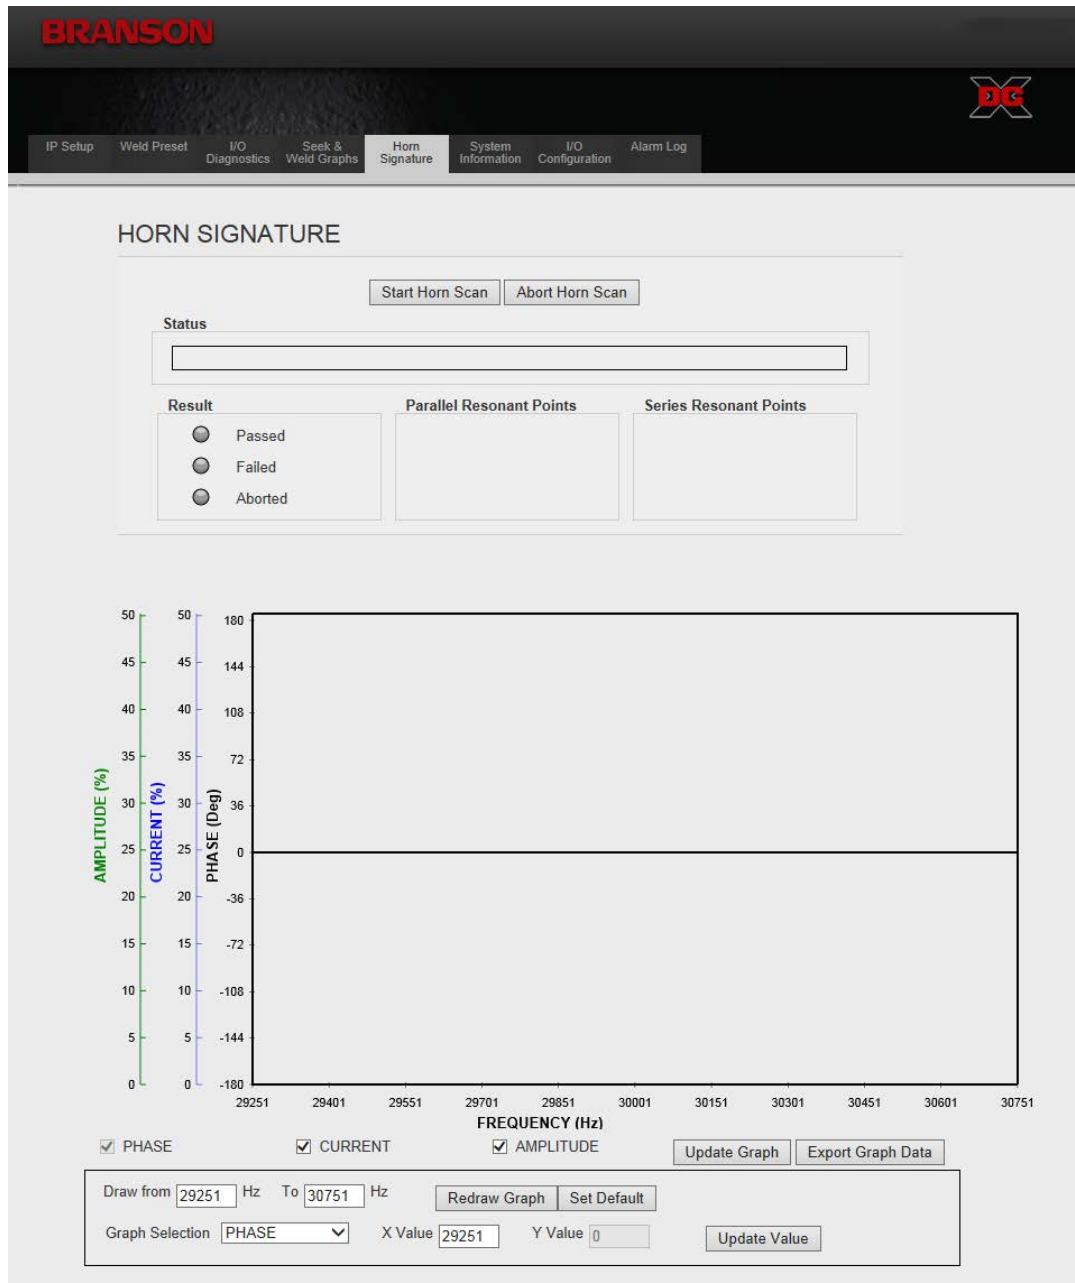 BRANSON
DGX
IP Setup Weld Preset I/O Diagnostics Seek & Weld Graphs Horn Signature System Information I/O Configuration Alarm Log
HORN SIGNATURE
Start Horn Scan Abort Horn Scan
Status
Result Parallel Resonant Points Series Resonant Points
Passed
Failed
Aborted
AMPLITUDE (%)
50
45
40
35
30
25
20
15
10
5
0
CURRENT (%)
50
45
40
35
30
25
20
15
10
5
0
PHASE (Deg)
180
144
108
72
36
0
-36
-72
-108
-144
-180
29251 29401 29551 29701 29851 30001 30151 30301 30451 30601 30751
FREQUENCY (Hz)
PHASE CURRENT AMPLITUDE Update Graph Export Graph Data
Draw from 29251 Hz To 30751 Hz Redraw Graph Set Default
Graph Selection PHASE X Value 29251 Y Value 0 Update Value